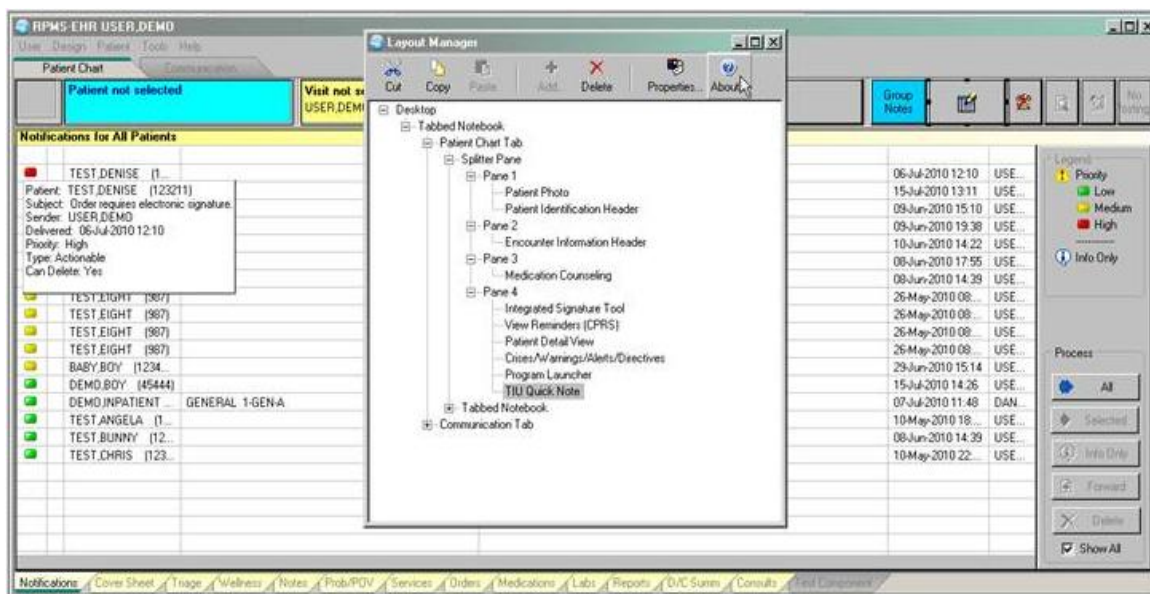 RPMS-EHR USER,DEMO
User Design Patient Tools Help
Patient Chart Communication
Patient not selected
Visit not se
USER,DEM
Group
Notes
No
Notifications for All Patients
TEST,DENISE (1... 06-Jul-2010 12:10 USE...
Patient: TEST,DENISE (123211)
Subject: Order requires electronic signature.
Sender: USER,DEMO
Delivered: 06-Jul-2010 12:10
Priority: High
Type: Actionable
Can Delete: Yes
15-Jul-2010 13:11 USE...
09-Jun-2010 15:10 USE...
09-Jun-2010 19:38 USE...
10-Jun-2010 14:22 USE...
08-Jun-2010 17:55 USE...
08-Jun-2010 14:39 USE...
TEST,EIGHT (987) 26-May-2010 08:... USE...
TEST,EIGHT (987) 26-May-2010 08:... USE...
TEST,EIGHT (987) 26-May-2010 08:... USE...
TEST,EIGHT (987) 26-May-2010 08:... USE...
BABY,BOY (1234... 29-Jun-2010 15:14 USE...
DEMO,BOY (45444) 15-Jul-2010 14:26 USE...
DEMO,INPATIENT ... GENERAL 1-GEN-A 07-Jul-2010 11:48 DAN...
TEST,ANGELA (1... 10-May-2010 18:... USE...
TEST,BUNNY (12... 08-Jun-2010 14:39 USE...
TEST,CHRIS (123... 10-May-2010 22:... USE...
Layout Manager
Cut Copy Paste Add... Delete Properties... About
Desktop
Tabbed Notebook
Patient Chart Tab
Splitter Pane
Pane 1
Patient Photo
Patient Identification Header
Pane 2
Encounter Information Header
Pane 3
Medication Counseling
Pane 4
Integrated Signature Tool
View Reminders (CPRS)
Patient Detail View
Crises/Warnings/Alerts/Directives
Program Launcher
TIU Quick Note
Tabbed Notebook
Communication Tab
Legend
Priority
Low
Medium
High
Info Only
Process
All
Selected
Info Only
Forward
Delete
Show All
Notifications Cover Sheet Triage Wellness Notes Prob/POV Services Orders Medications Labs Reports D/C Summ Consults Test Component